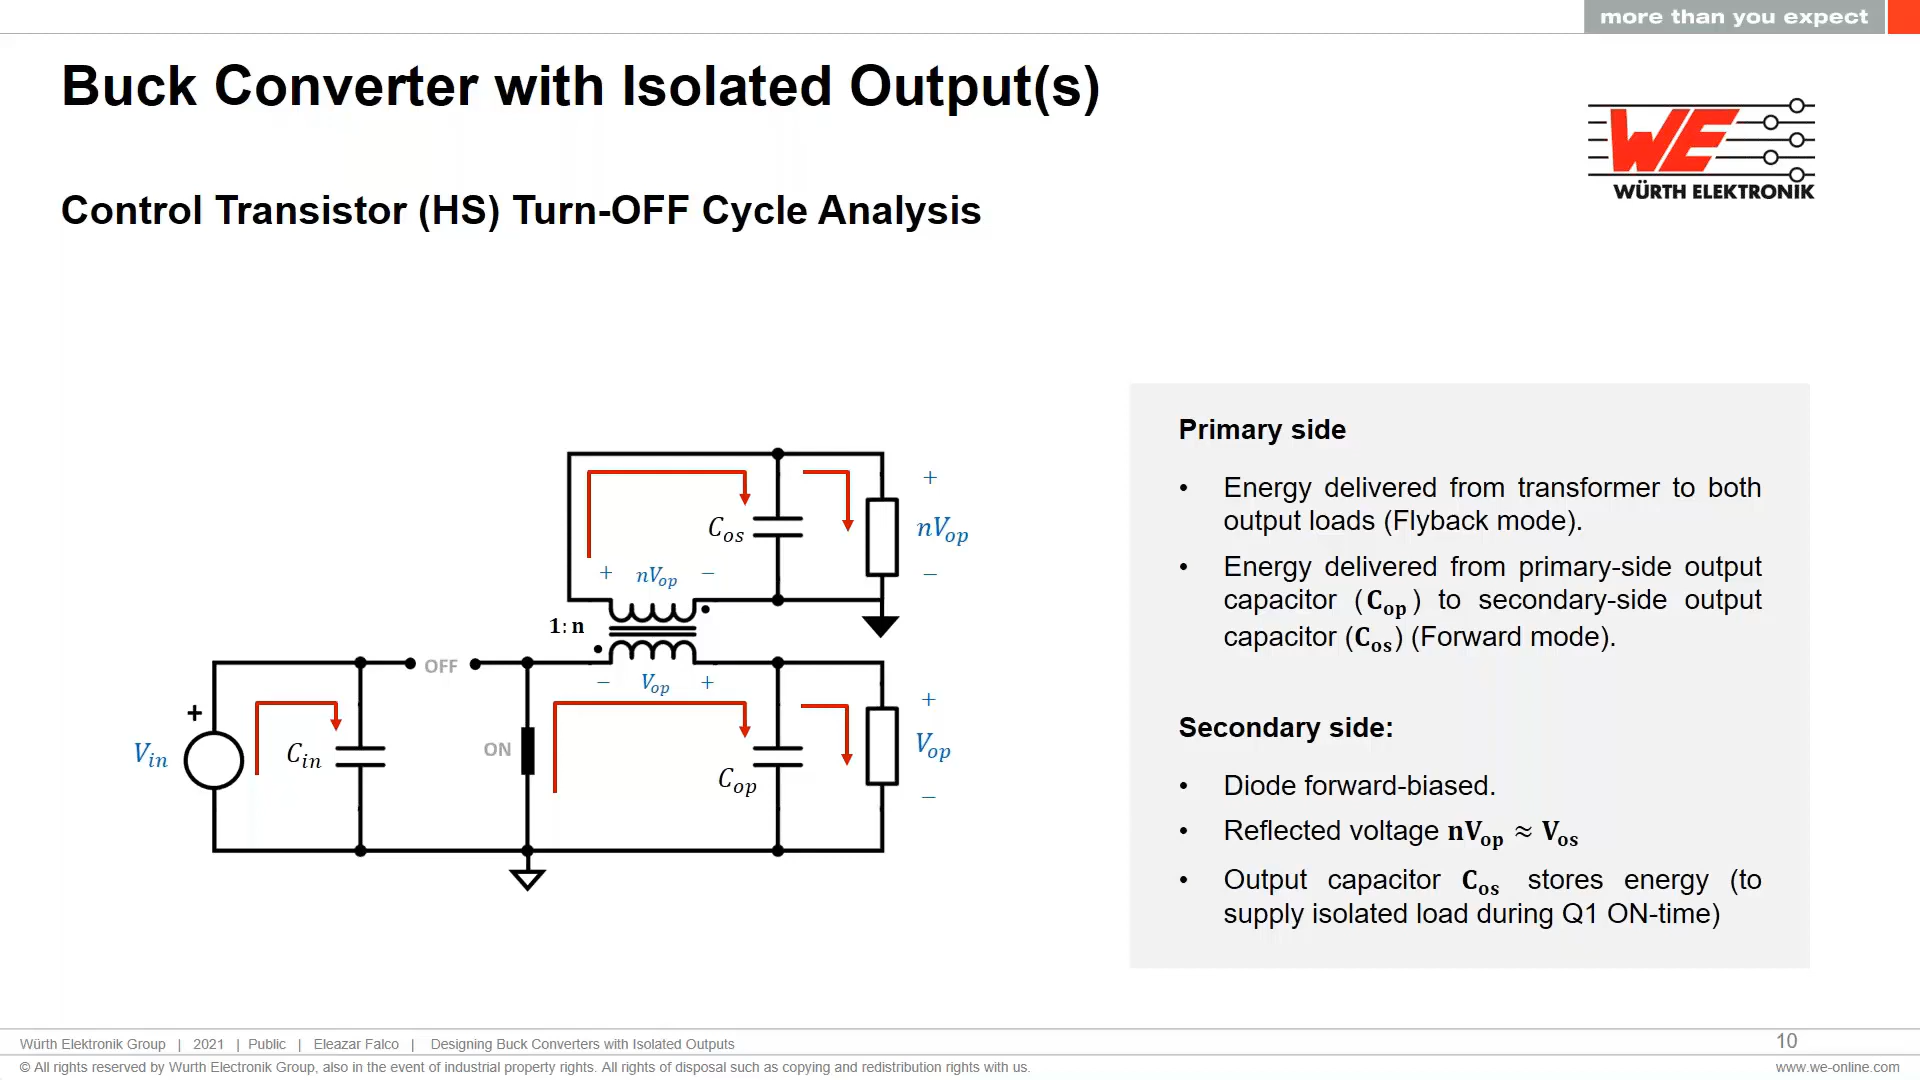 more than you expect
Buck Converter with Isolated Output(s)
WE
WÜRTH ELEKTRONIK
Control Transistor (HS) Turn-OFF Cycle Analysis
+
Cos
nVop
−
+ nVop −
1:n
OFF
− Vop +
+
Vin
Cin
ON
Cop
+
Vop
−
Primary side
• Energy delivered from transformer to both
output loads (Flyback mode).
• Energy delivered from primary-side output
capacitor (Cop) to secondary-side output
capacitor (Cos) (Forward mode).
Secondary side:
• Diode forward-biased.
• Reflected voltage nVop ≈ Vos
• Output capacitor Cos stores energy (to
supply isolated load during Q1 ON-time)
Würth Elektronik Group | 2021 | Public | Eleazar Falco | Designing Buck Converters with Isolated Outputs
10
© All rights reserved by Wurth Electronik Group, also in the event of industrial property rights. All rights of disposal such as copying and redistribution rights with us.
www.we-online.com